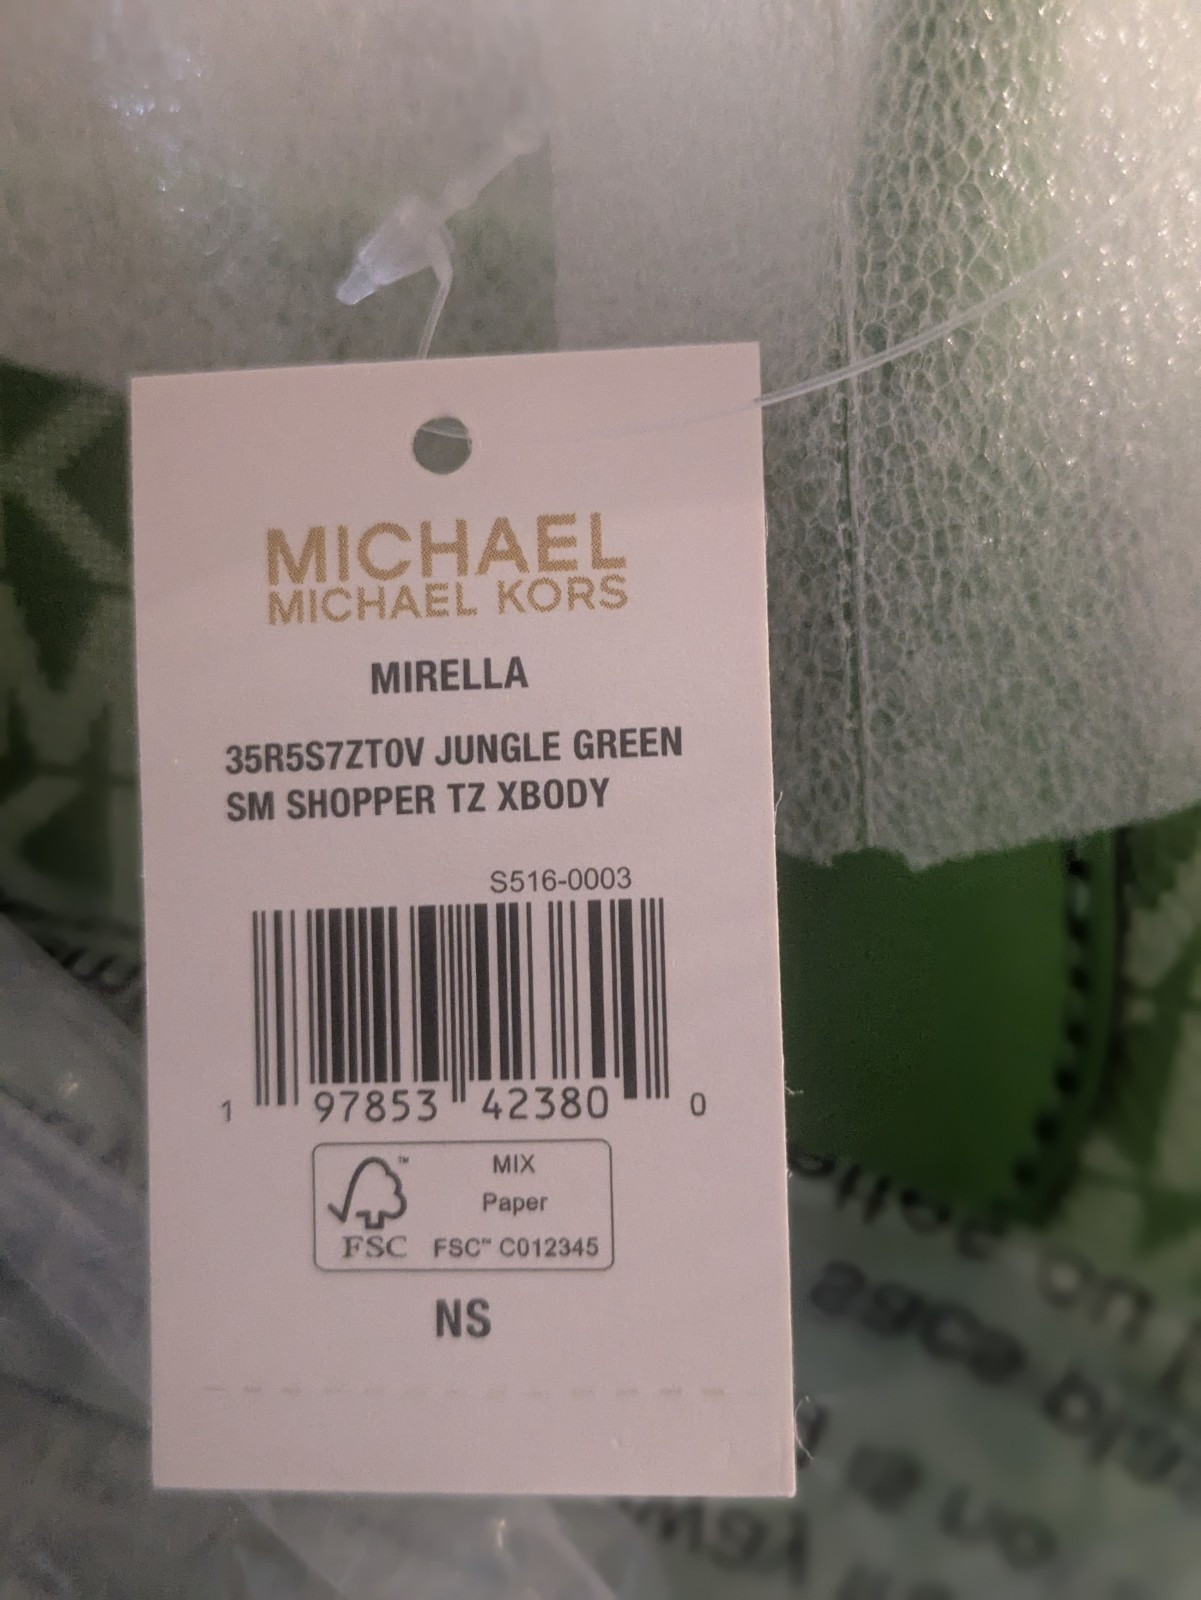 MICHAEL
MICHAEL KORS
MIRELLA
35R5S7ZT0V JUNGLE GREEN
SM SHOPPER TZ XBODY
S516-0003
1 97853 42380 0
MIX
Paper
FSC™ C012345
FSC
NS